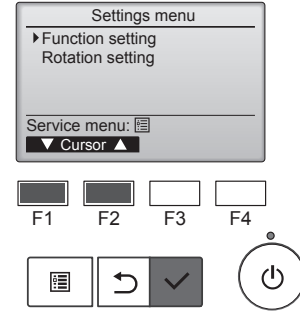 Settings menu
Function setting
Rotation setting
Service menu:
▼ Cursor ▲
F1 F2 F3 F4